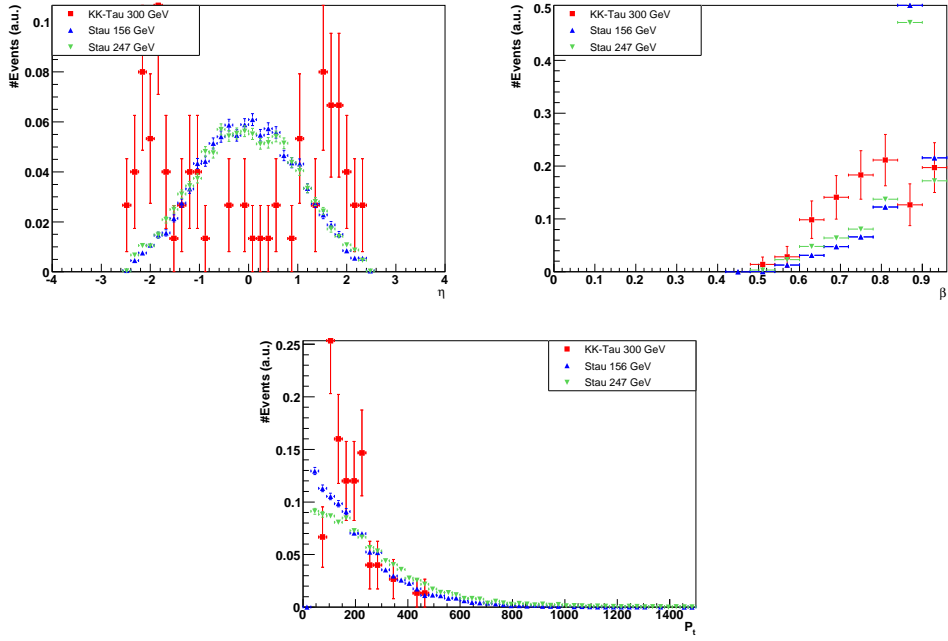 #Events (a.u.)
0.1
0.08
0.06
0.04
0.02
0
KK-Tau 300 GeV
Stau 156 GeV
Stau 247 GeV
-4 -3 -2 -1 0 1 2 3 4
η
#Events (a.u.)
0.5
0.4
0.3
0.2
0.1
0
KK-Tau 300 GeV
Stau 156 GeV
Stau 247 GeV
0 0.1 0.2 0.3 0.4 0.5 0.6 0.7 0.8 0.9
β
#Events (a.u.)
0.25
0.2
0.15
0.1
0.05
0
KK-Tau 300 GeV
Stau 156 GeV
Stau 247 GeV
0 200 400 600 800 1000 1200 1400
Pt